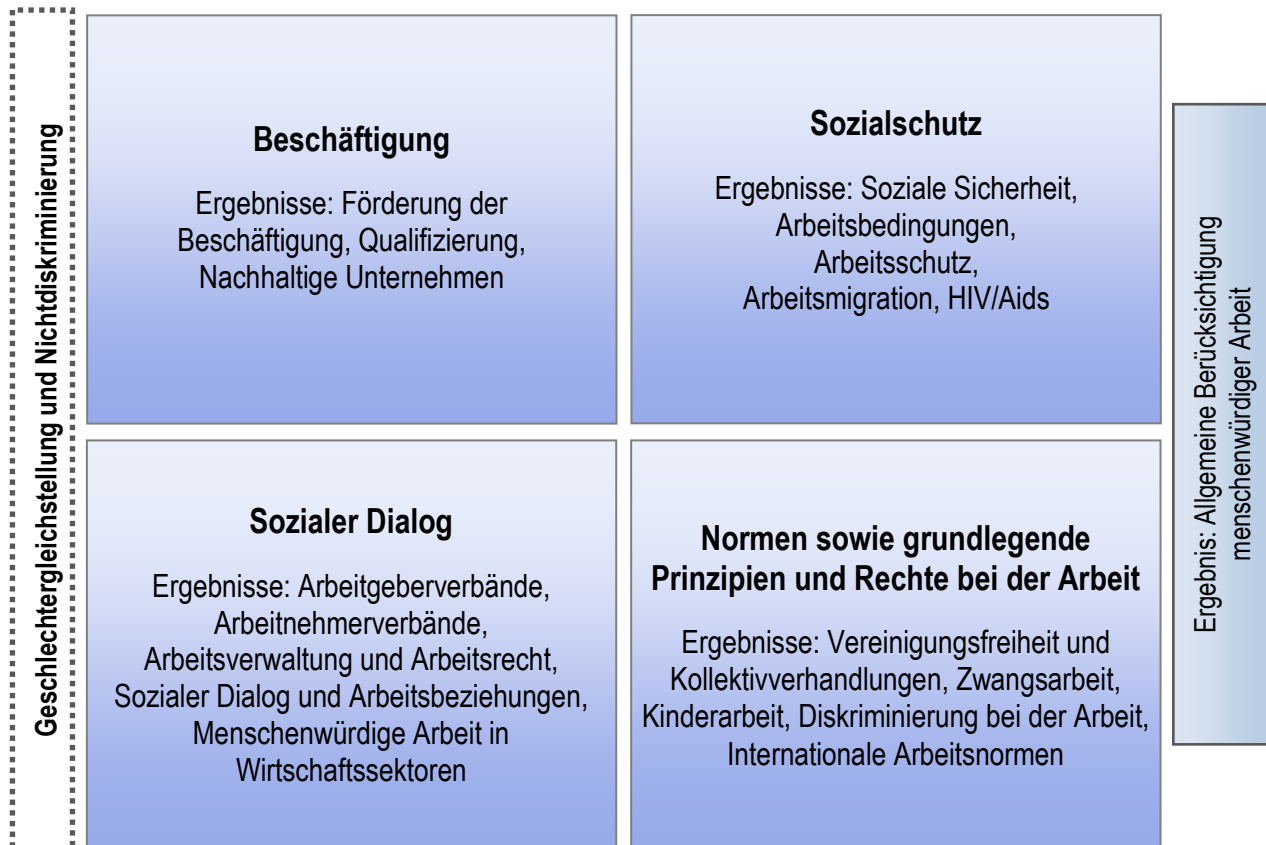 Geschlechtergleichstellung und Nichtdiskriminierung
Beschäftigung
Ergebnisse: Förderung der
Beschäftigung, Qualifizierung,
Nachhaltige Unternehmen
Sozialschutz
Ergebnisse: Soziale Sicherheit,
Arbeitsbedingungen,
Arbeitsschutz,
Arbeitsmigration, HIV/Aids
Sozialer Dialog
Ergebnisse: Arbeitgeberverbände,
Arbeitnehmerverbände,
Arbeitsverwaltung und Arbeitsrecht,
Sozialer Dialog und Arbeitsbeziehungen,
Menschenwürdige Arbeit in
Wirtschaftssektoren
Normen sowie grundlegende
Prinzipien und Rechte bei der Arbeit
Ergebnisse: Vereinigungsfreiheit und
Kollektivverhandlungen, Zwangsarbeit,
Kinderarbeit, Diskriminierung bei der Arbeit,
Internationale Arbeitsnormen
Ergebnis: Allgemeine Berücksichtigung
menschenwürdiger Arbeit